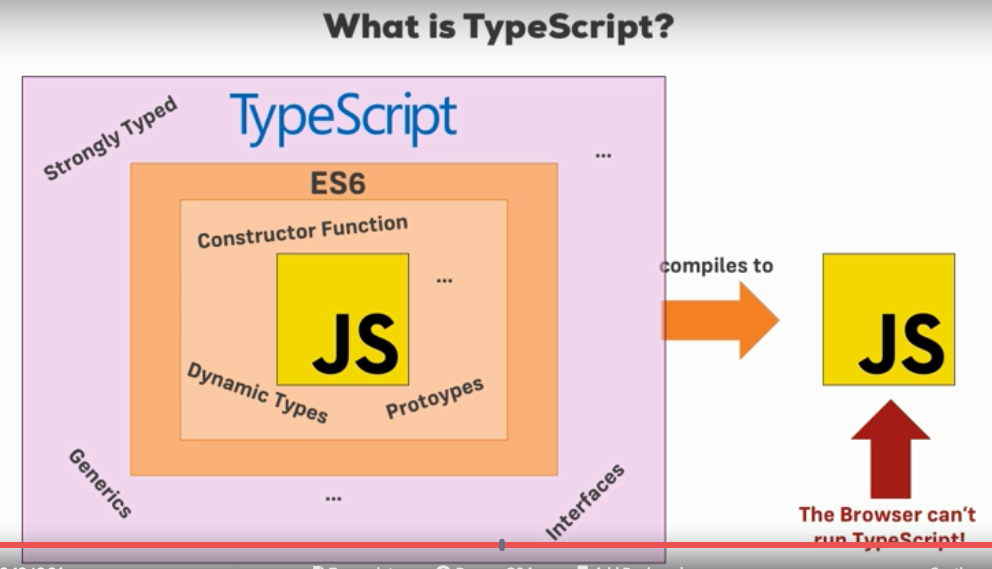 What is TypeScript?
Strongly Typed
TypeScript
...
ES6
Constructor Function
...
JS
Dynamic Types
Protoypes
Generics
...
Interfaces
compiles to
JS
The Browser can't
run TypeScript!